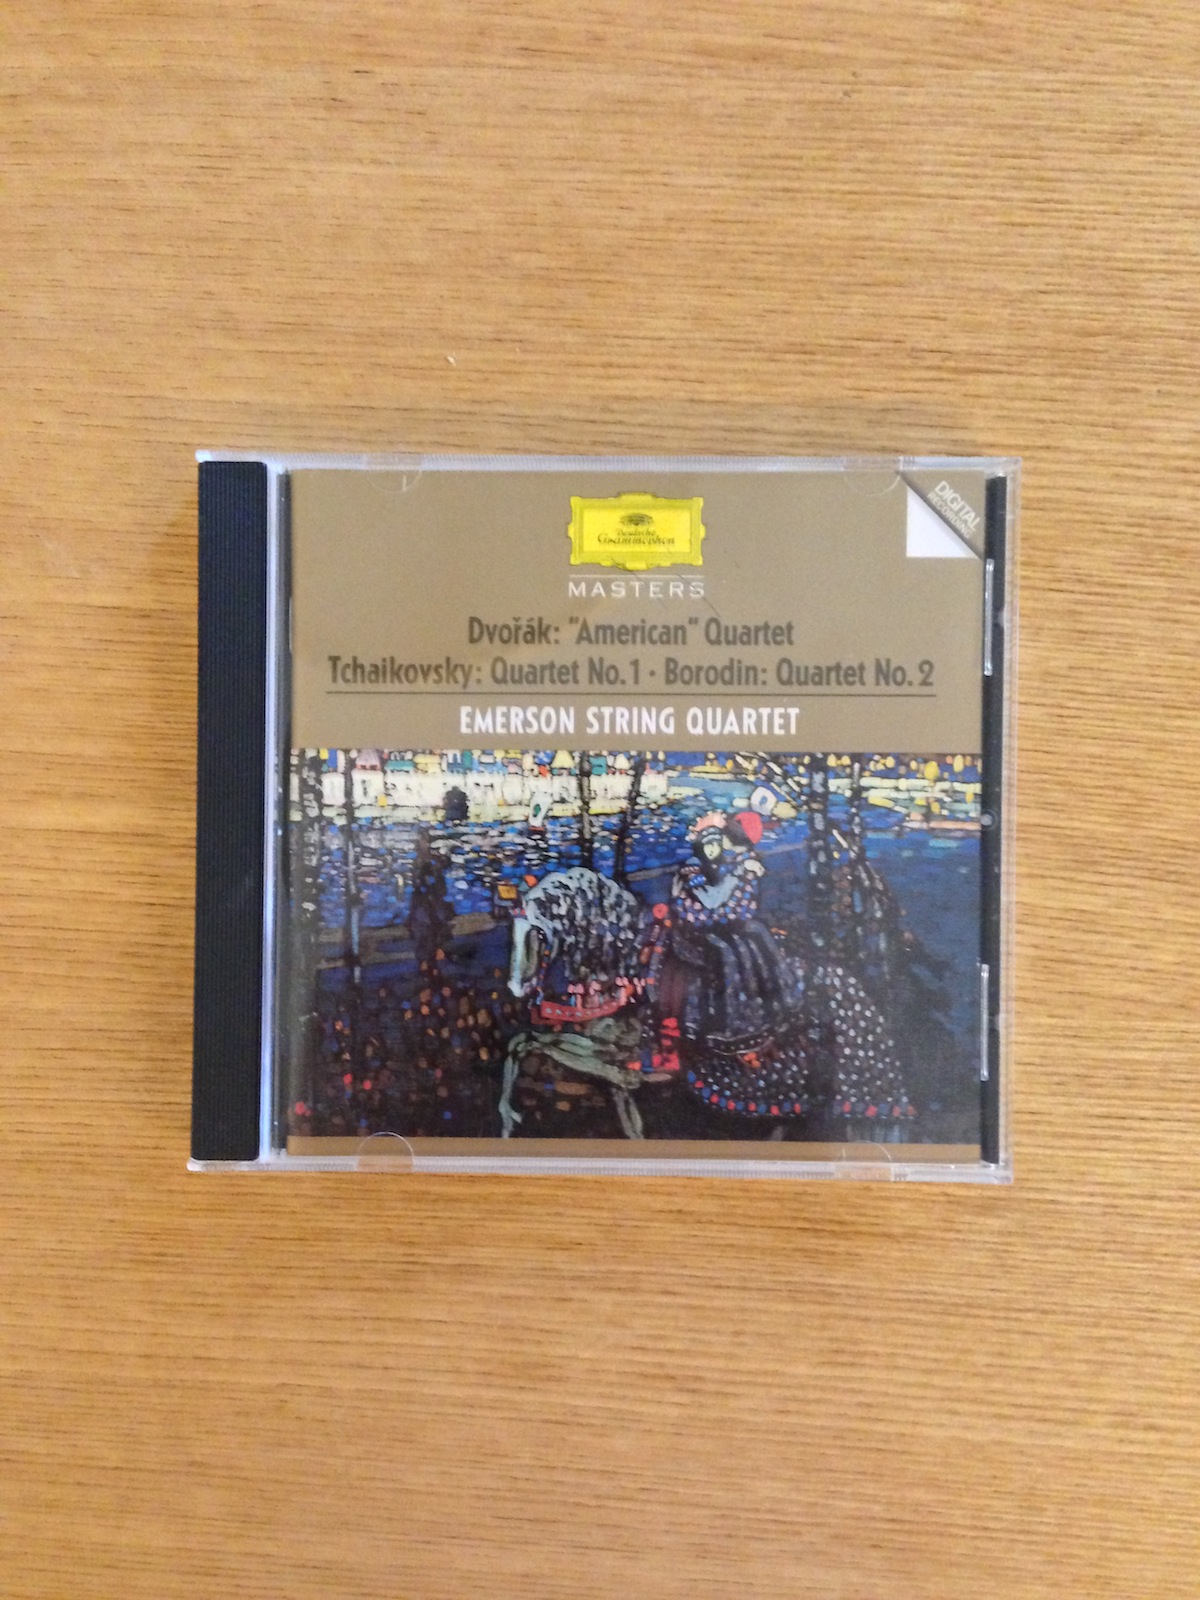 Deutsche
Grammophon
MASTERS
DIGITAL
RECORDING
Dvořák: "American" Quartet
Tchaikovsky: Quartet No. 1 · Borodin: Quartet No. 2
EMERSON STRING QUARTET